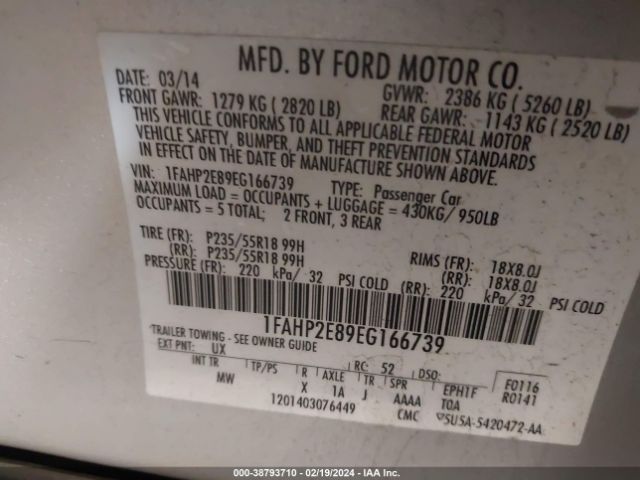 MFD. BY FORD MOTOR CO.
DATE: 03/14 GVWR: 2386 KG ( 5260 LB)
FRONT GAWR: 1279 KG ( 2820 LB) REAR GAWR: 1143 KG ( 2520 LB)
THIS VEHICLE CONFORMS TO ALL APPLICABLE FEDERAL MOTOR
VEHICLE SAFETY, BUMPER, AND THEFT PREVENTION STANDARDS
IN EFFECT ON THE DATE OF MANUFACTURE SHOWN ABOVE.
VIN: 1FAHP2E89EG166739 TYPE: Passenger Car
MAXIMUM LOAD = OCCUPANTS + LUGGAGE = 430KG/ 950LB
OCCUPANTS = 5 TOTAL; 2 FRONT, 3 REAR
TIRE (FR): P235/55R18 99H RIMS (FR): 18X8.0J
(RR): P235/55R18 99H (RR): 18X8.0J
PRESSURE (FR): 220 kPa/ 32 PSI COLD (RR): 220 kPa/ 32 PSI COLD
1FAHP2E89EG166739
*TRAILER TOWING - SEE OWNER GUIDE
EXT PNT: UX RC: 52 DSO:
INT TR TP/PS R AXLE TR SPR EPH1F F0116
MW X 1A J AAAA TOA R0141
1201403076449 CMC SU5A-5420472-AA
000-38793710 - 02/19/2024 - IAA Inc.